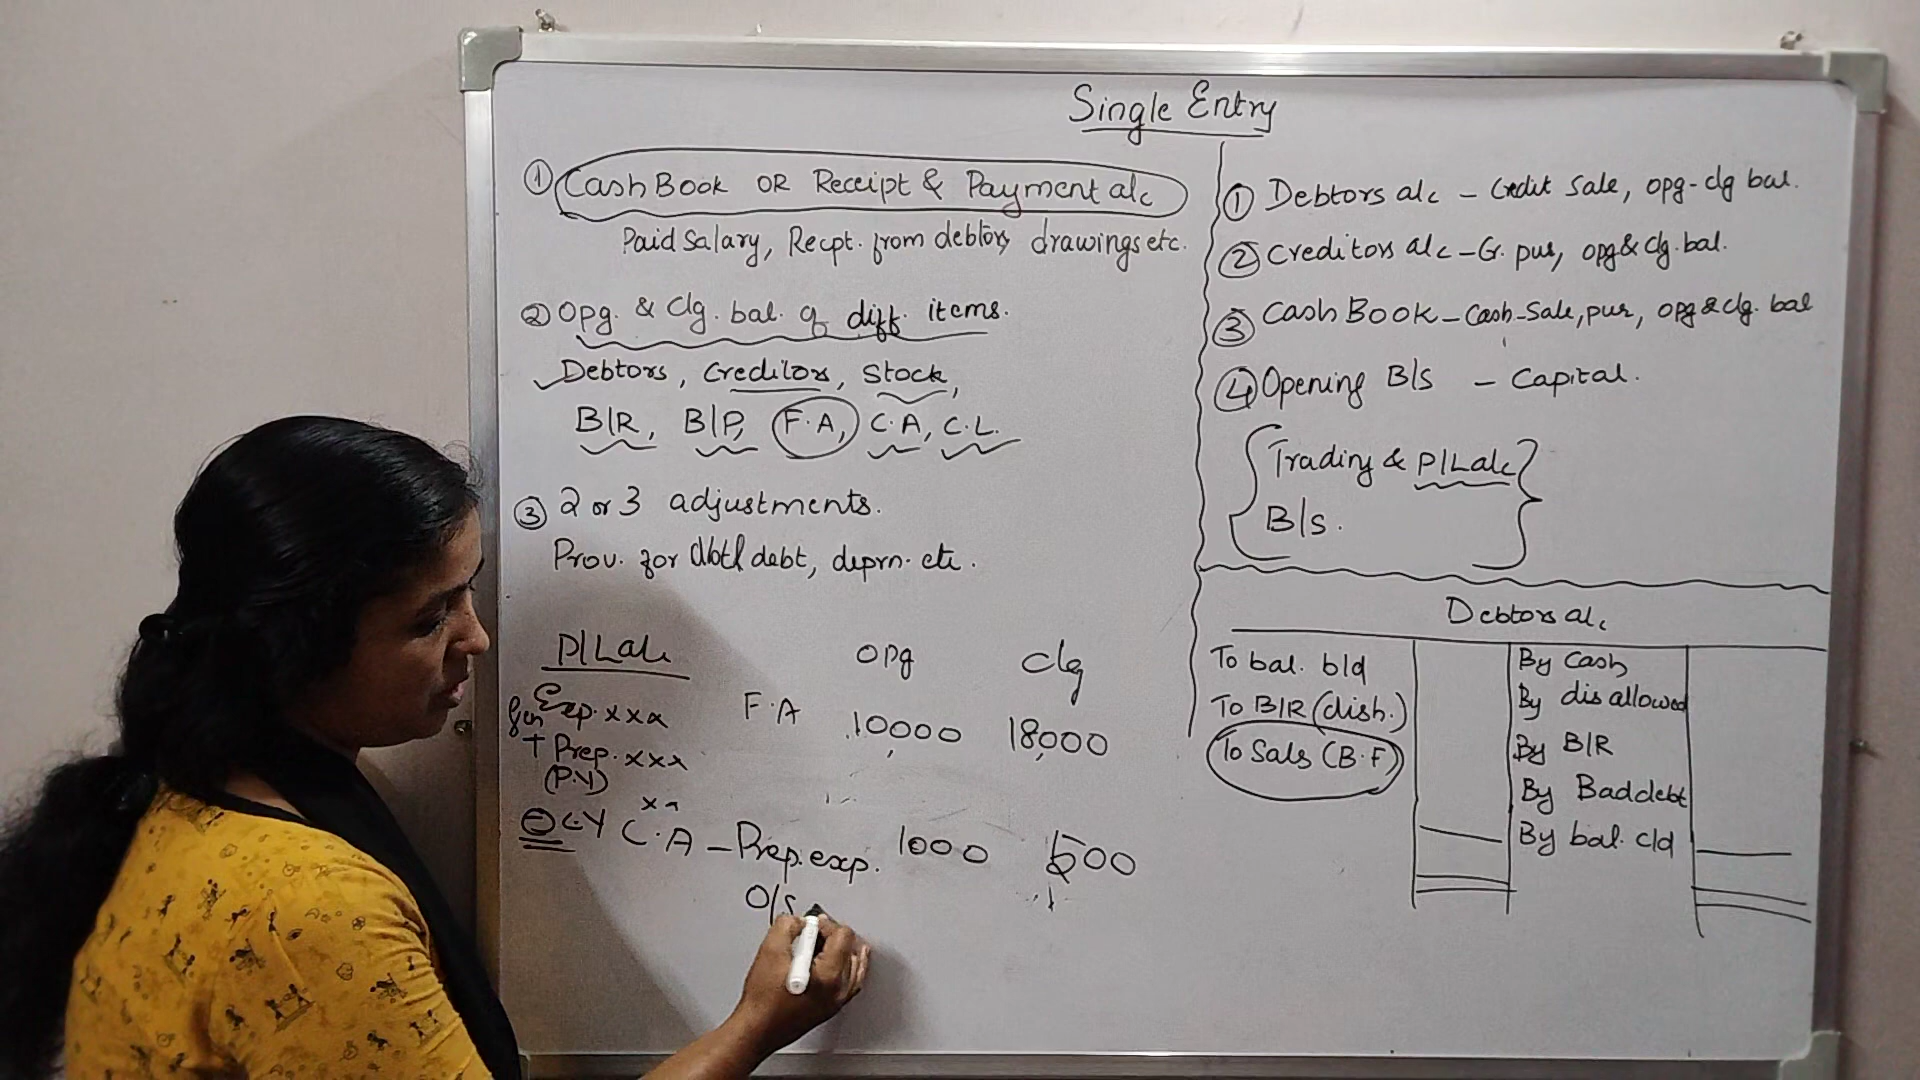 Single Entry
① Cash Book OR Receipt & Payment a/c
Paid Salary, Recpt. from debtors, drawings etc.
② Opg. & Clg. bal. of diff. items.
Debtors, Creditors, Stock,
B/R, B/P, F.A, C.A, C.L.
③ 2 or 3 adjustments.
Prov. for dbtl debt, deprn. etc.
P/L a/c
Opg
Clg
Exp. xxx
F.A 10,000 18,000
+ Prep. xxx
(P.Y)
⊖ C.Y xx
C.A – Prep. exp. 1000 1500
O/S
① Debtors a/c – Credit Sale, opg-clg bal.
② Creditors a/c – Cr. pur, opg & clg. bal.
③ Cash Book – Cash-Sale, pur, opg & clg. bal
④ Opening B/S – Capital.
Trading & P/L a/c
B/S.
Debtors a/c
To bal. b/d By Cash
To B/R (dish.) By dis allowed
To Sals (B.F) By B/R
By Bad debt
By bal. c/d